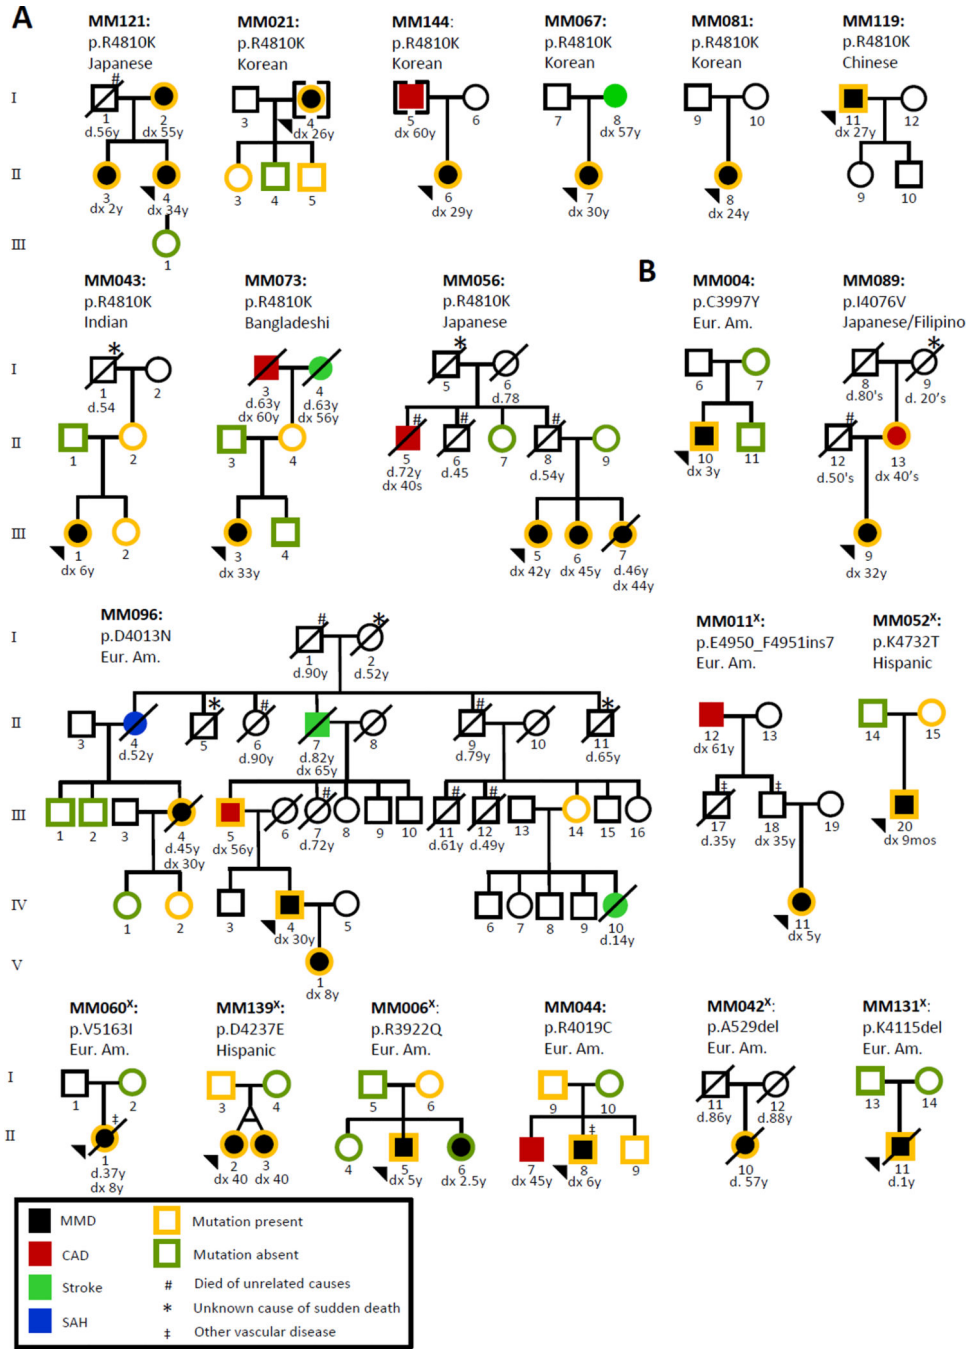 A
MM121: MM021: MM144: MM067: MM081: MM119:
p.R4810K p.R4810K p.R4810K p.R4810K p.R4810K p.R4810K
Japanese Korean Korean Korean Korean Chinese
#
I
1 2 3 4 5 6 7 8 9 10 11 12
d.56y dx 55y dx 26y dx 60y dx 57y dx 27y
II
3 4 3 4 5 6 7 8 9 10
dx 2y dx 34y dx 29y dx 30y dx 24y
III
1
B
MM043: MM073: MM056: MM004: MM089:
p.R4810K p.R4810K p.R4810K p.C3997Y p.I4076V
Indian Bangladeshi Japanese Eur. Am. Japanese/Filipino
* * *
I
1 2 3 4 5 6 6 7 8 9
d.54 d.63y d.63y d.78 d.80's d. 20's
dx 60y dx 56y
# # # #
II
1 2 3 4 5 6 7 8 9 10 11 12 13
d.72y d.45 d.54y dx 3y d.50's dx 40's
dx 40s
III
1 2 3 4 5 6 7 9
dx 6y dx 33y dx 42y dx 45y d.46y dx 32y
dx 44y
MM096: MM011X: MM052X:
p.D4013N p.E4950_F4951ins7 p.K4732T
Eur. Am. Eur. Am. Hispanic
I
# *
1 2
d.90y d.52y
* # # *
II
3 4 5 6 7 8 9 10 11 12 13 14 15
d.52y d.90y d.82y d.79y d.65y dx 61y
dx 65y
# # # ‡ ‡
III
1 2 3 4 5 6 7 8 9 10 11 12 13 14 15 16 17 18 19 20
d.45y dx 56y d.72y d.61y d.49y d.35y dx 35y dx 9mos
dx 30y
IV
1 2 3 4 5 6 7 8 9 10 11
dx 30y d.14y dx 5y
V
1
dx 8y
MM060X: MM139X: MM006X: MM044: MM042X: MM131X:
p.V5163I p.D4237E p.R3922Q p.R4019C p.A529del p.K4115del
Eur. Am. Hispanic Eur. Am. Eur. Am. Eur. Am. Eur. Am.
I
1 2 3 4 5 6 9 10 11 12 13 14
d.86y d.88y
‡ ‡
II
1 2 3 4 5 6 7 8 9 10 11
d.37y dx 40 dx 40 dx 5y dx 2.5y dx 45y dx 6y d. 57y d.1y
dx 8y
MMD Mutation present
CAD Mutation absent
Stroke # Died of unrelated causes
* Unknown cause of sudden death
SAH ‡ Other vascular disease